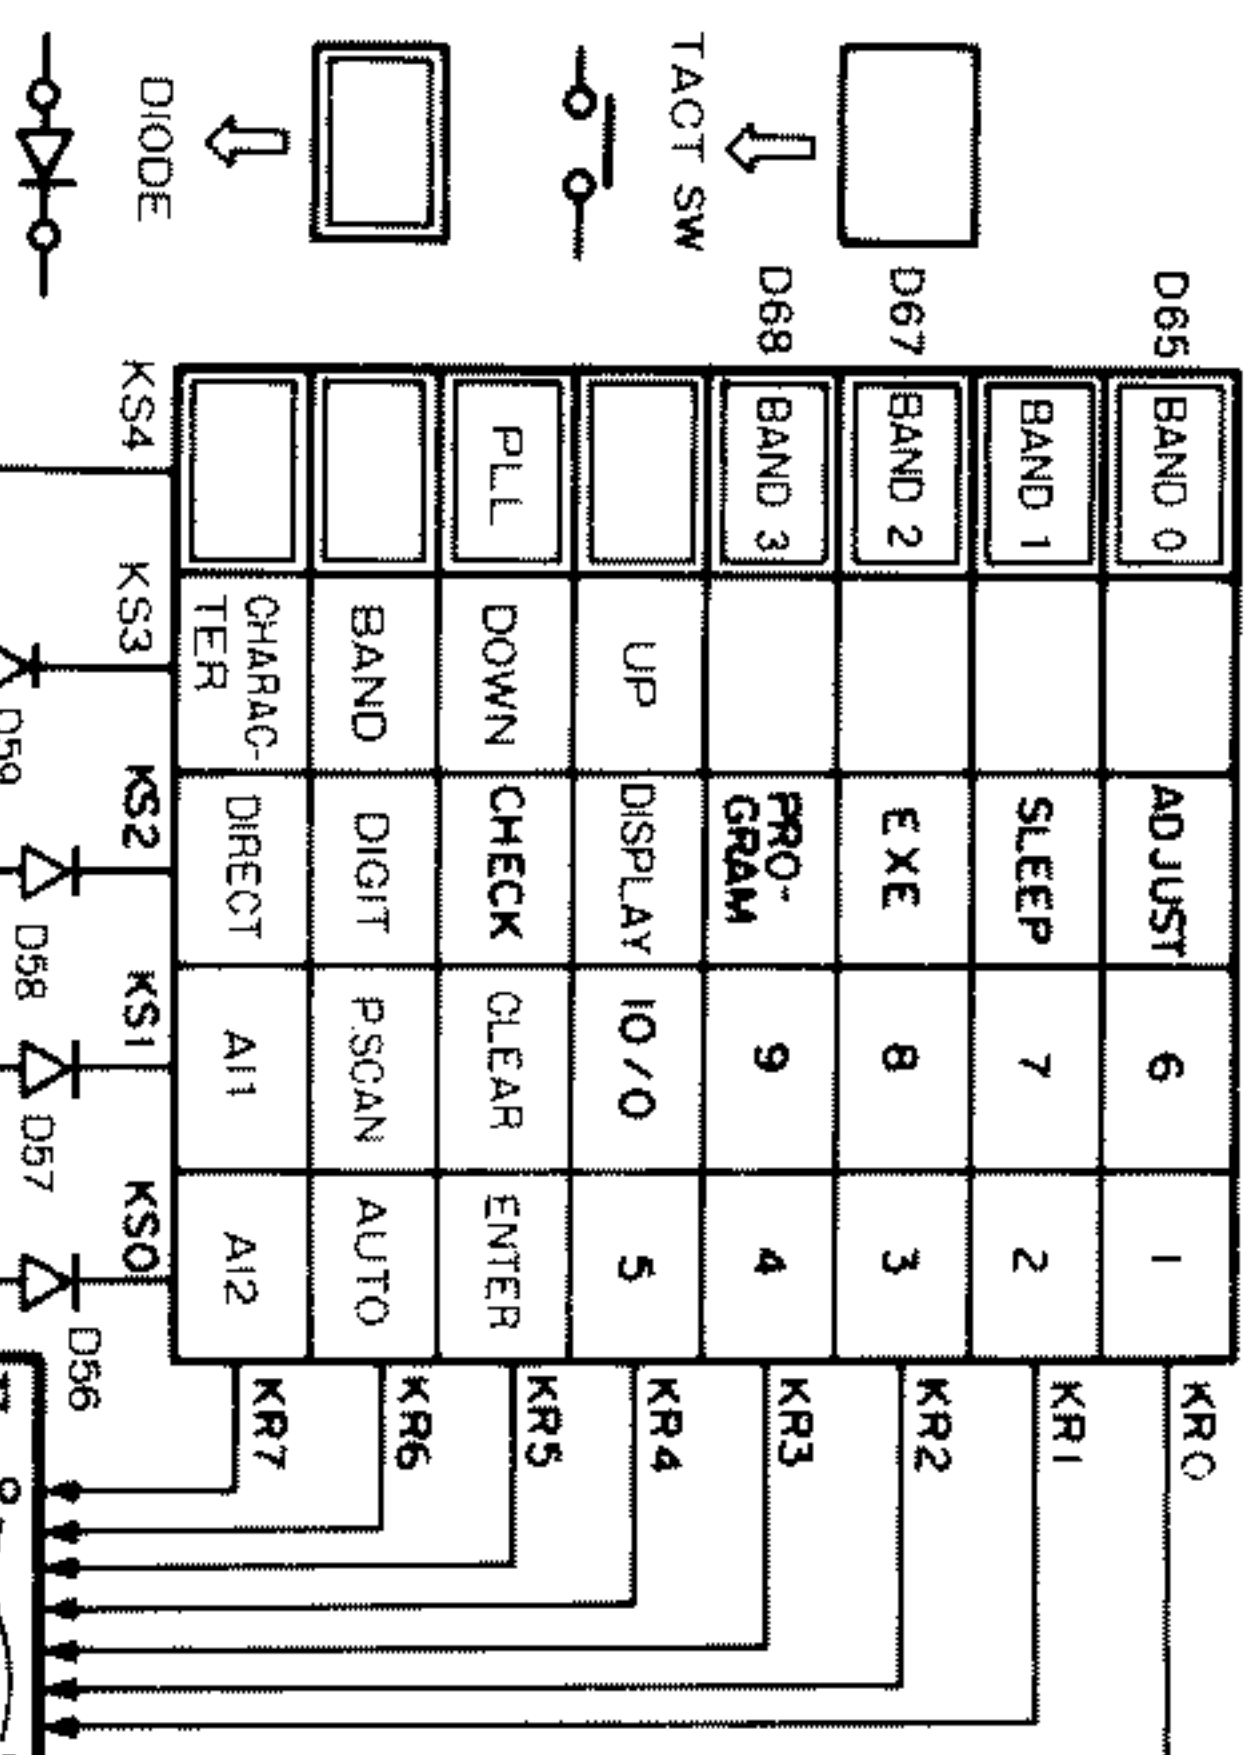 TACT SW
DIODE
D65
D67
D68
BAND 0
ADJUST
6
1
KR0
BAND 1
SLEEP
7
2
KR1
BAND 2
EXE
8
3
KR2
BAND 3
PRO-
GRAM
9
4
KR3
UP
DISPLAY
10/0
5
KR4
PLL
DOWN
CHECK
CLEAR
ENTER
KR5
BAND
DIGIT
P.SCAN
AUTO
KR6
CHARAC-
TER
DIRECT
AI1
AI2
KR7
KS4
KS3
KS2
KS1
KS0
D59
D58
D57
D56